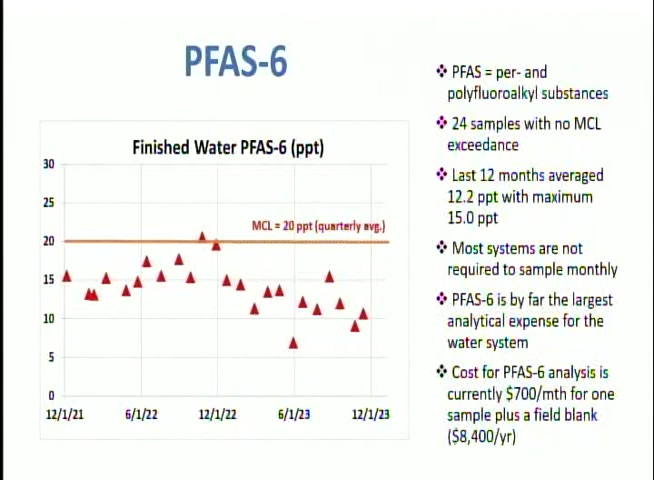 PFAS-6
Finished Water PFAS-6 (ppt)
30
25
20
15
10
5
0
MCL = 20 ppt (quarterly avg.)
12/1/21 6/1/22 12/1/22 6/1/23 12/1/23
❖ PFAS = per- and
polyfluoroalkyl substances
❖ 24 samples with no MCL
exceedance
❖ Last 12 months averaged
12.2 ppt with maximum
15.0 ppt
❖ Most systems are not
required to sample monthly
❖ PFAS-6 is by far the largest
analytical expense for the
water system
❖ Cost for PFAS-6 analysis is
currently $700/mth for one
sample plus a field blank
($8,400/yr)